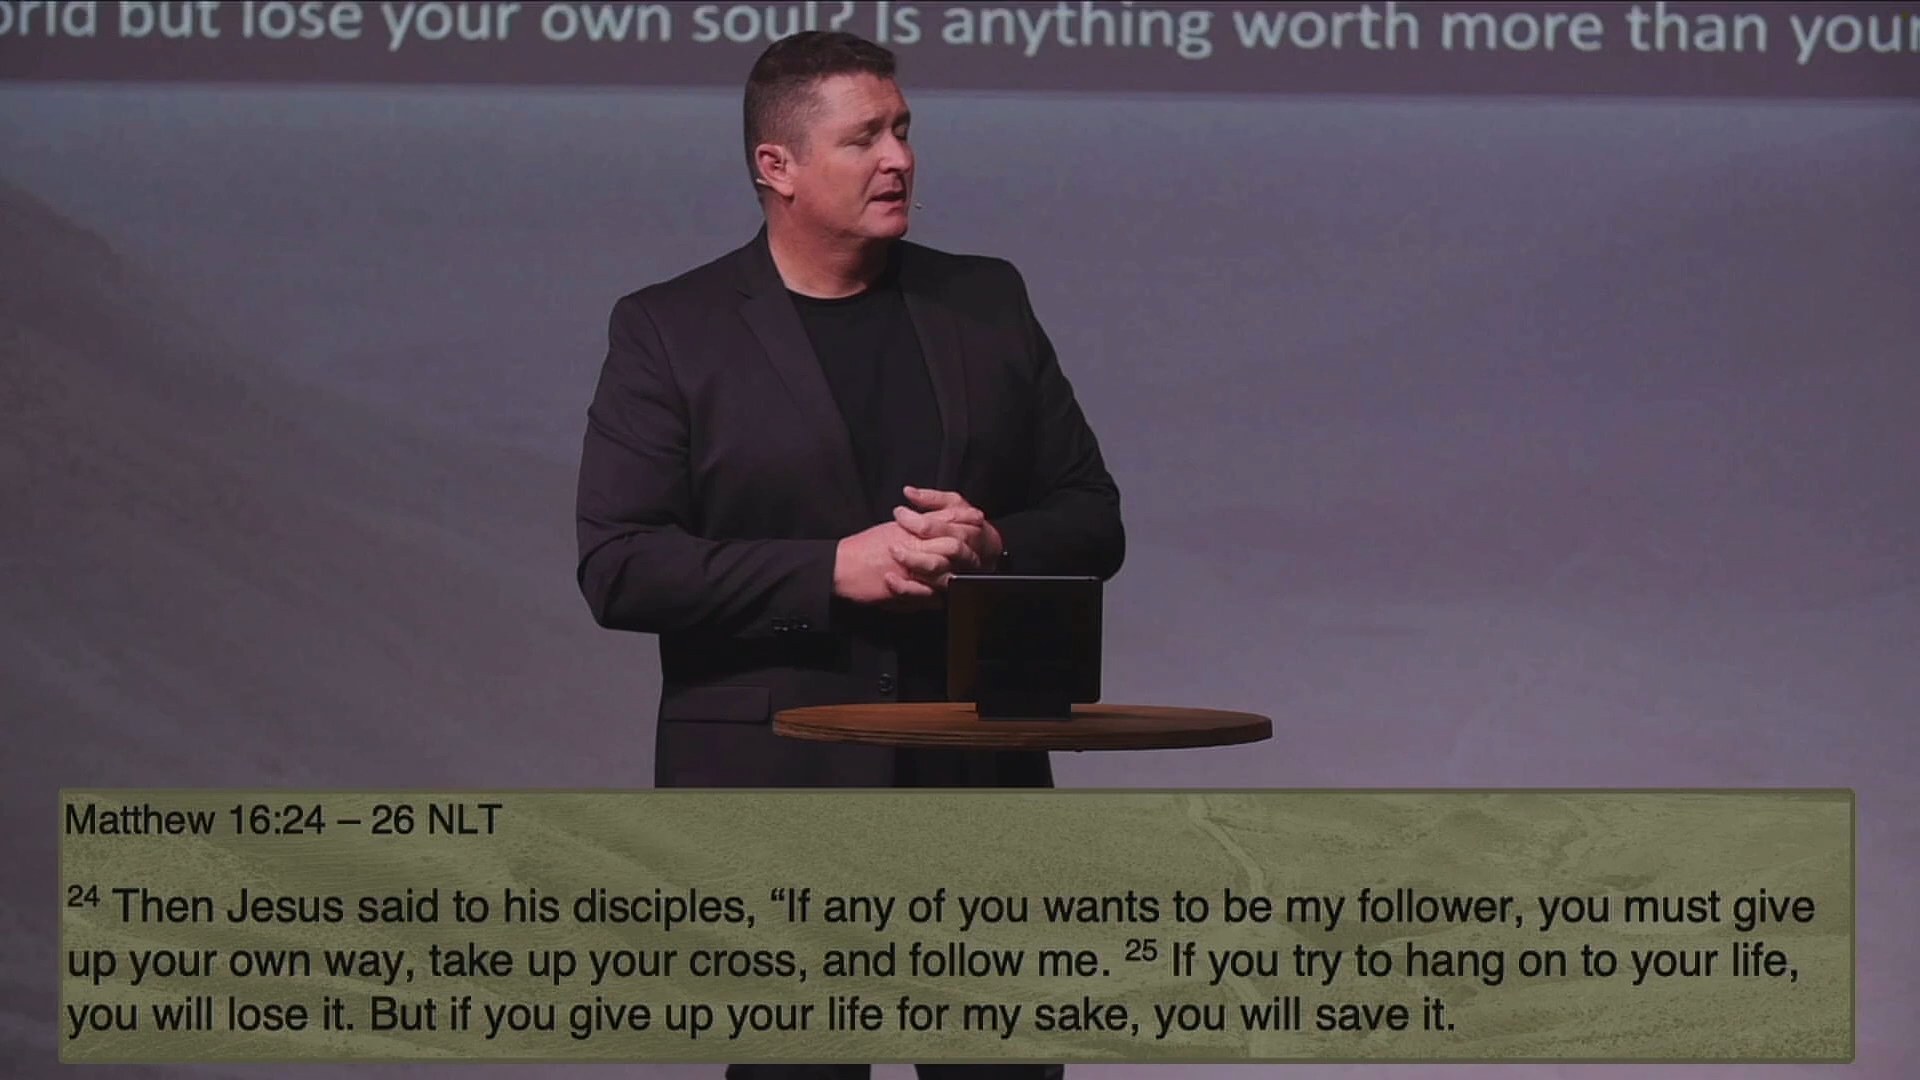 but lose your own soul? Is anything worth more than your
Matthew 16:24 – 26 NLT
24 Then Jesus said to his disciples, “If any of you wants to be my follower, you must give
up your own way, take up your cross, and follow me. 25 If you try to hang on to your life,
you will lose it. But if you give up your life for my sake, you will save it.